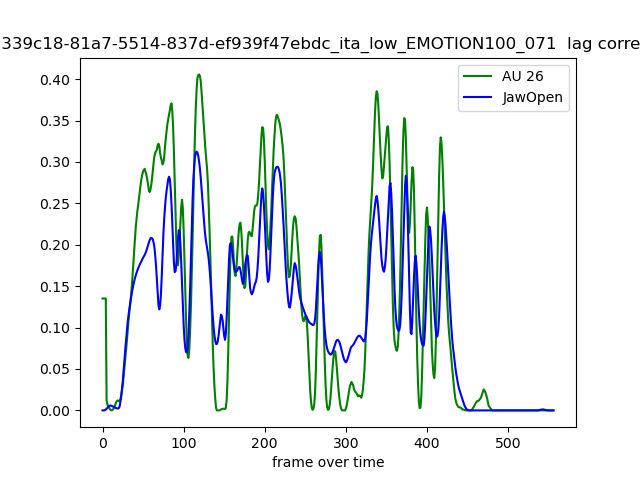 339c18-81a7-5514-837d-ef939f47ebdc_ita_low_EMOTION100_071 lag corre
AU 26
JawOpen
0.40
0.35
0.30
0.25
0.20
0.15
0.10
0.05
0.00
0 100 200 300 400 500
frame over time